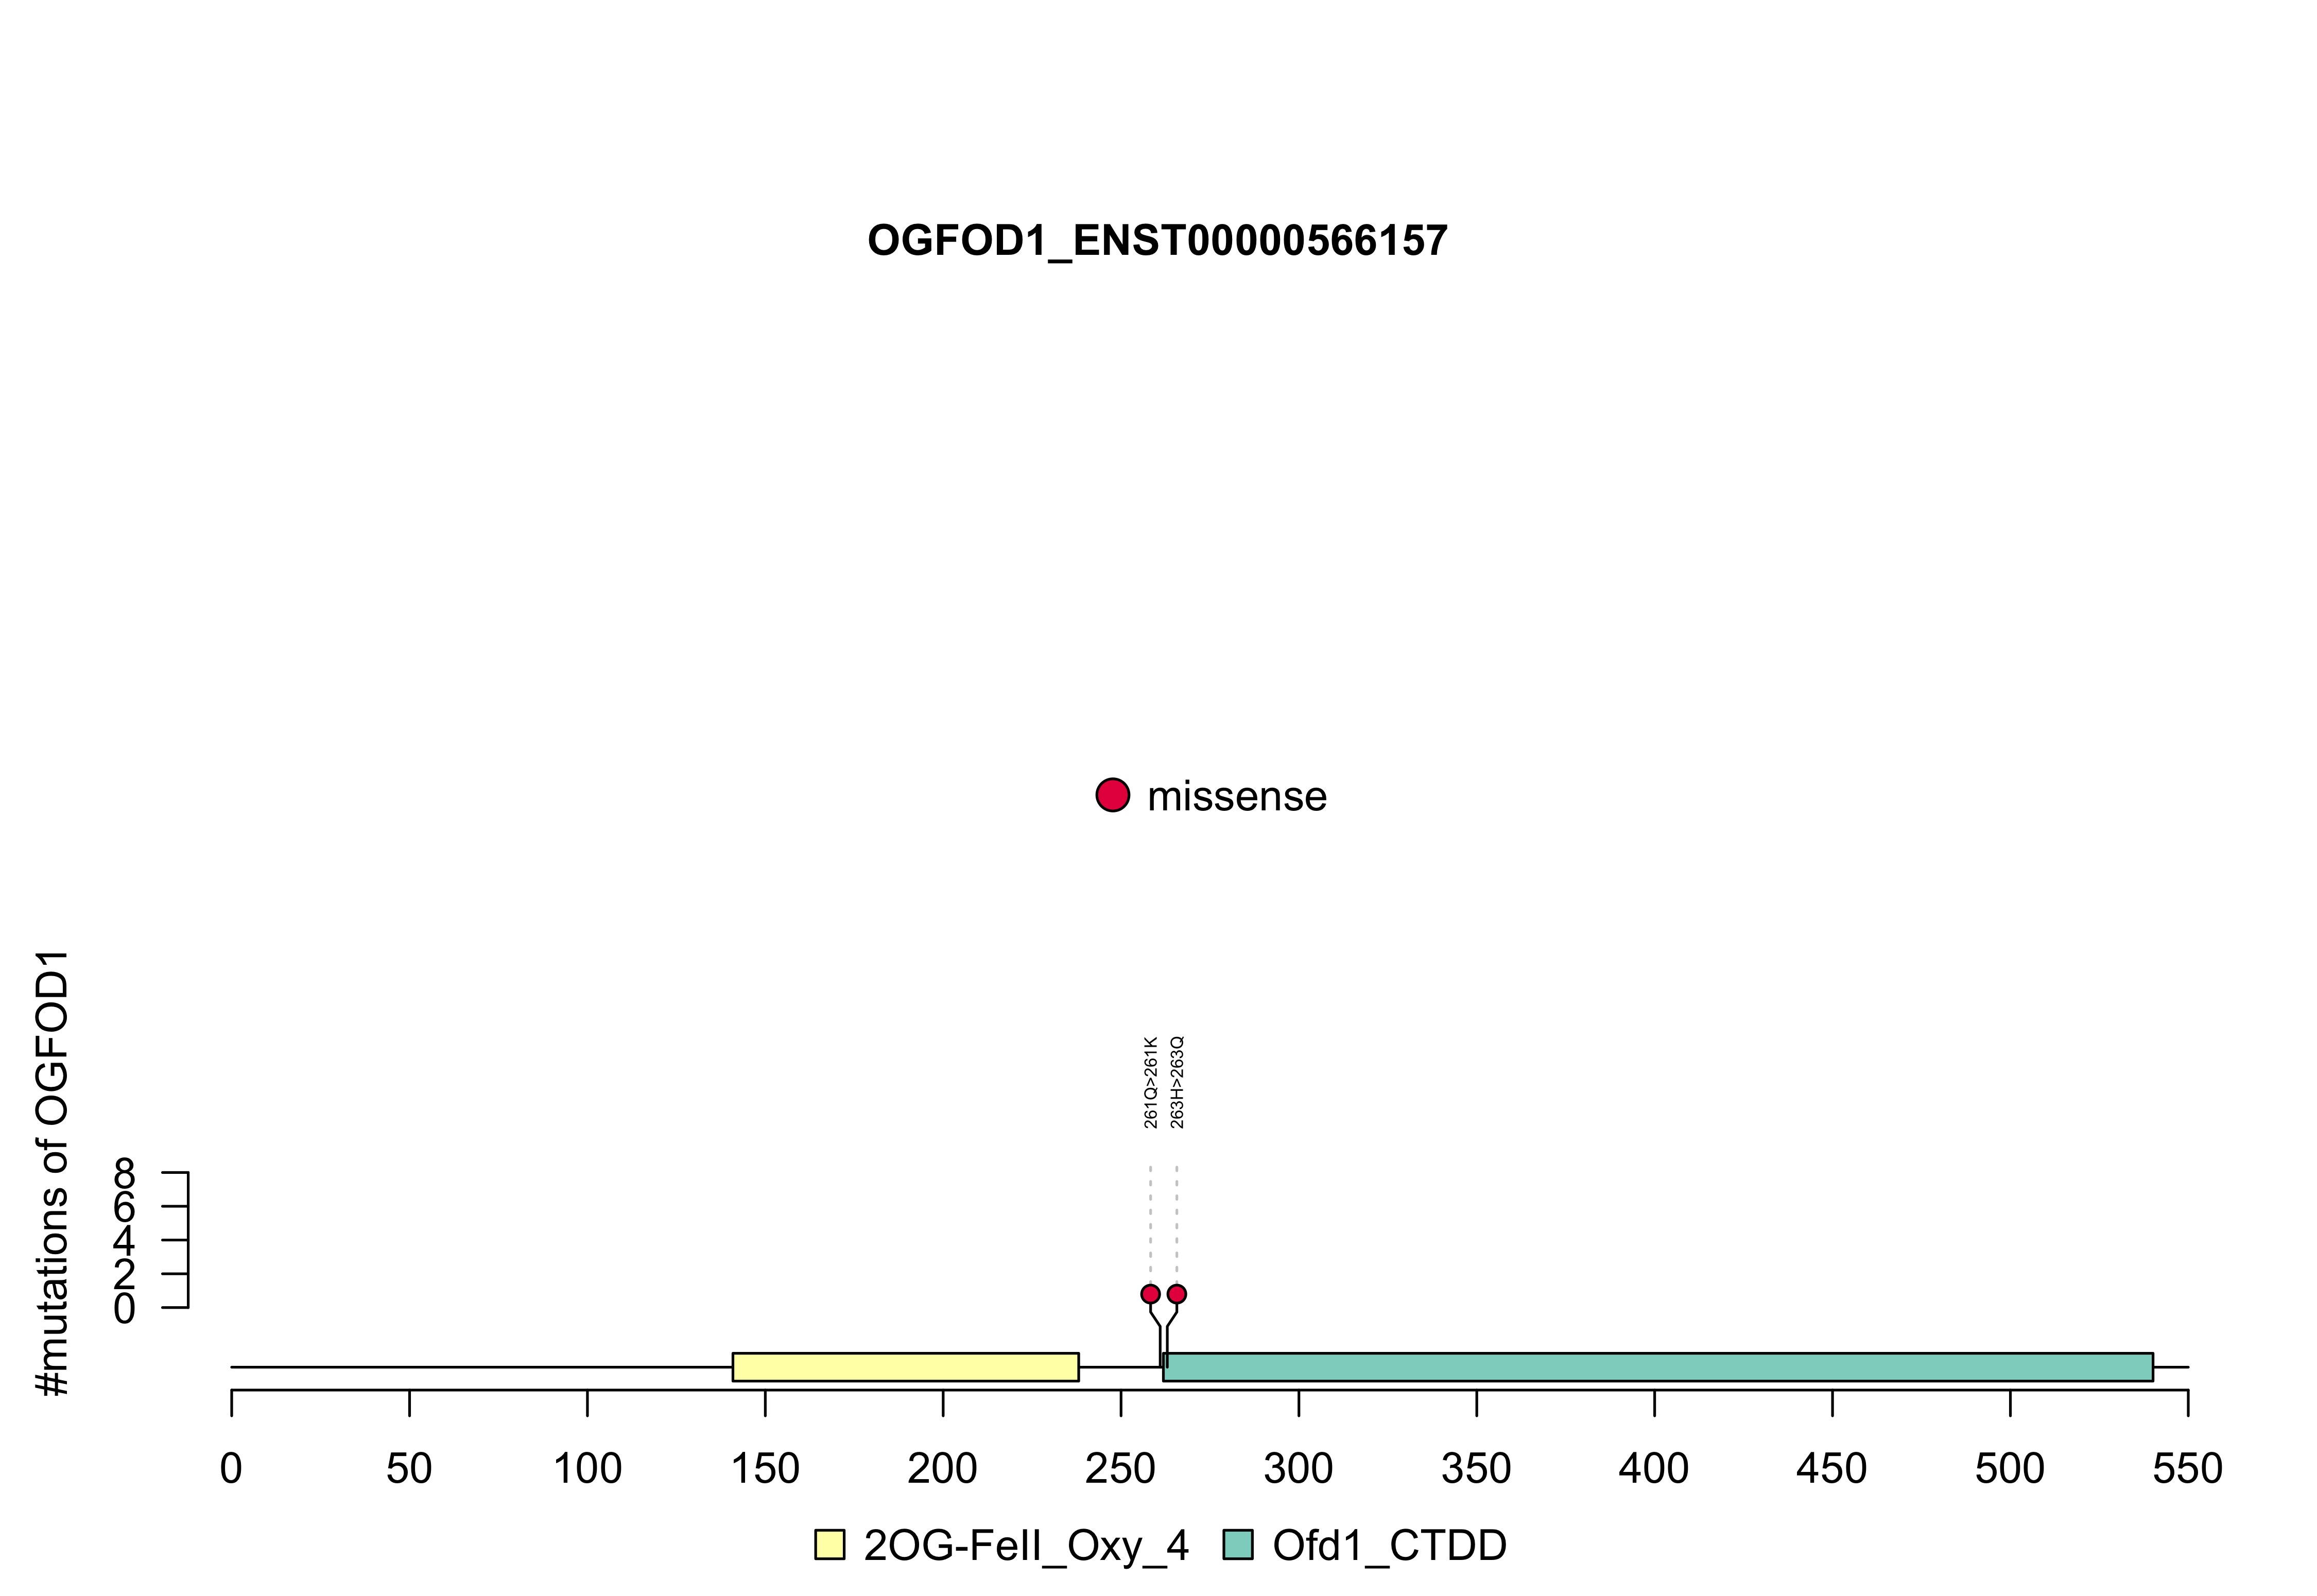 OGFOD1_ENST00000566157
missense
#mutations of OGFOD1
261Q>261K
263H>263Q
8
6
4
2
0
0 50 100 150 200 250 300 350 400 450 500 550
2OG-FeII_Oxy_4 Ofd1_CTDD